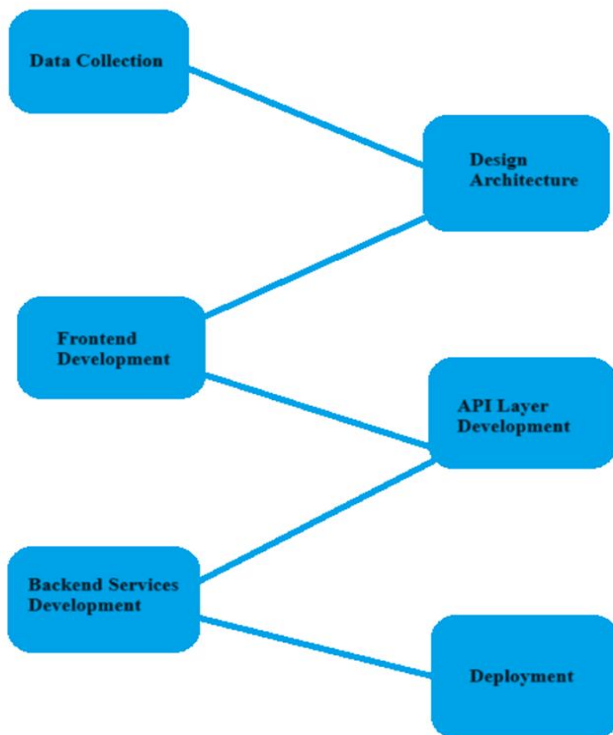 Data Collection
Design
Architecture
Frontend
Development
API Layer
Development
Backend Services
Development
Deployment